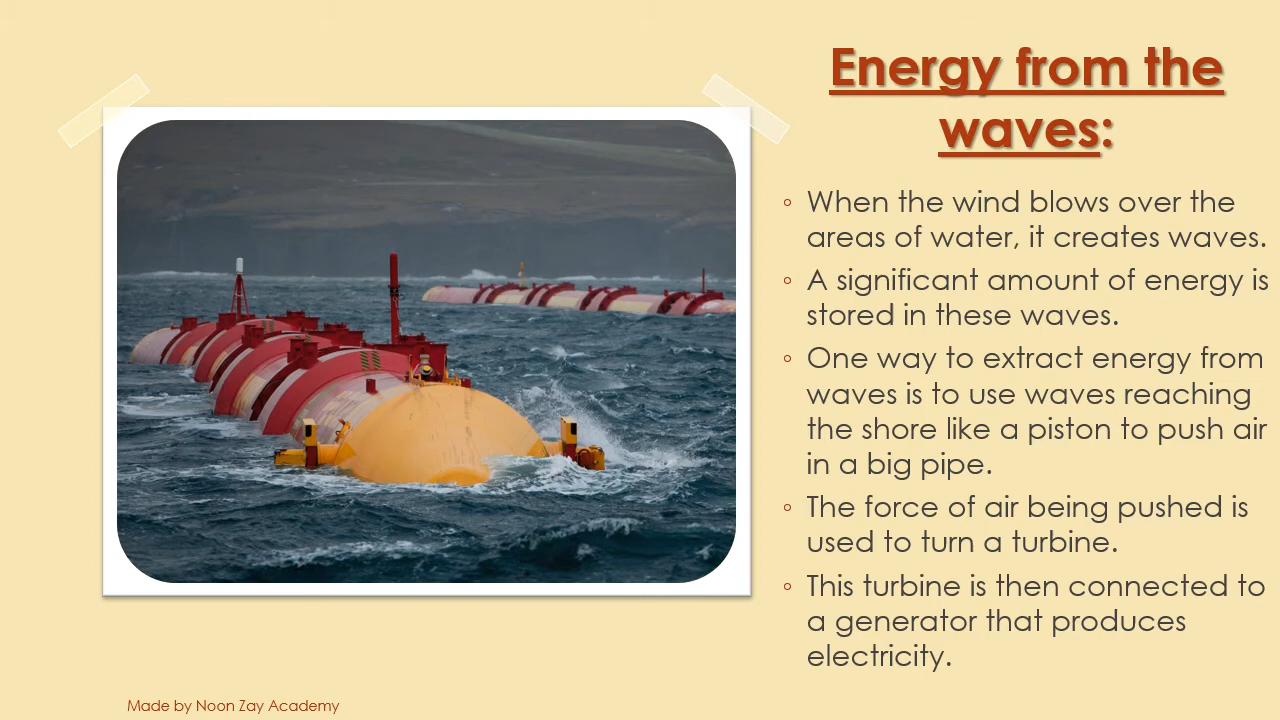 Energy from the
waves:
◦ When the wind blows over the
areas of water, it creates waves.
◦ A significant amount of energy is
stored in these waves.
◦ One way to extract energy from
waves is to use waves reaching
the shore like a piston to push air
in a big pipe.
◦ The force of air being pushed is
used to turn a turbine.
◦ This turbine is then connected to
a generator that produces
electricity.
Made by Noon Zay Academy